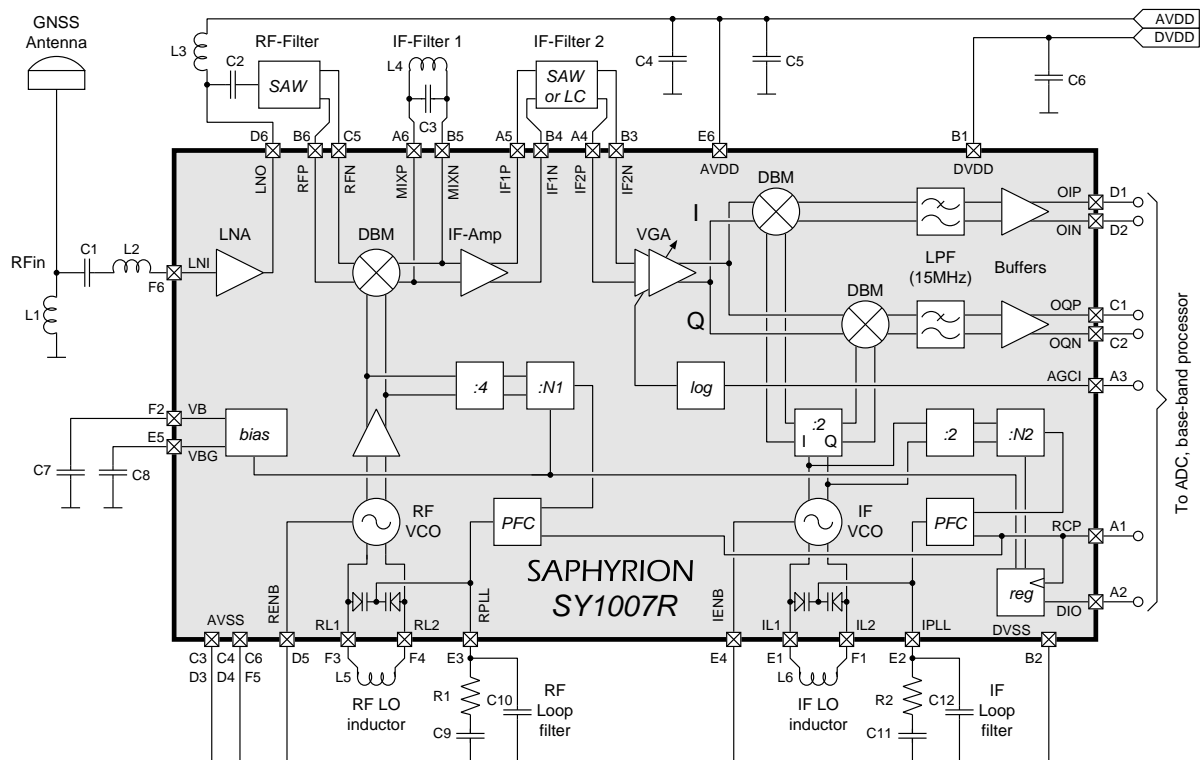 GNSS
Antenna
AVDD
DVDD
RF-Filter
IF-Filter 1
IF-Filter 2
L3
C2
SAW
L4
C3
SAW
or LC
C4
C5
C6
D6
B6
C5
A6
B5
A5
B4
A4
B3
E6
B1
LNO
RFP
RFN
MIXP
MIXN
IF1P
IF1N
IF2P
IF2N
AVDD
DVDD
DBM
OIP
D1
OIN
D2
I
LNA
DBM
IF-Amp
VGA
LPF
(15MHz)
Buffers
RFin
C1
L2
LNI
F6
DBM
Q
OQP
C1
OQN
C2
L1
:4
:N1
log
AGCI
A3
To ADC, base-band processor
F2
VB
bias
E5
VBG
C7
C8
:2
I
Q
:2
:N2
RF
VCO
PFC
IF
VCO
PFC
RCP
A1
SAPHYRION
SY1007R
reg
DIO
A2
AVSS
RENB
RL1
RL2
RPLL
IENB
IL1
IL2
IPLL
DVSS
C3
D3
C4
D4
C6
F5
D5
F3
F4
E3
E4
E1
F1
E2
B2
L5
RF LO
inductor
R1
C10
C9
RF
Loop
filter
L6
IF LO
inductor
R2
C12
C11
IF
Loop
filter